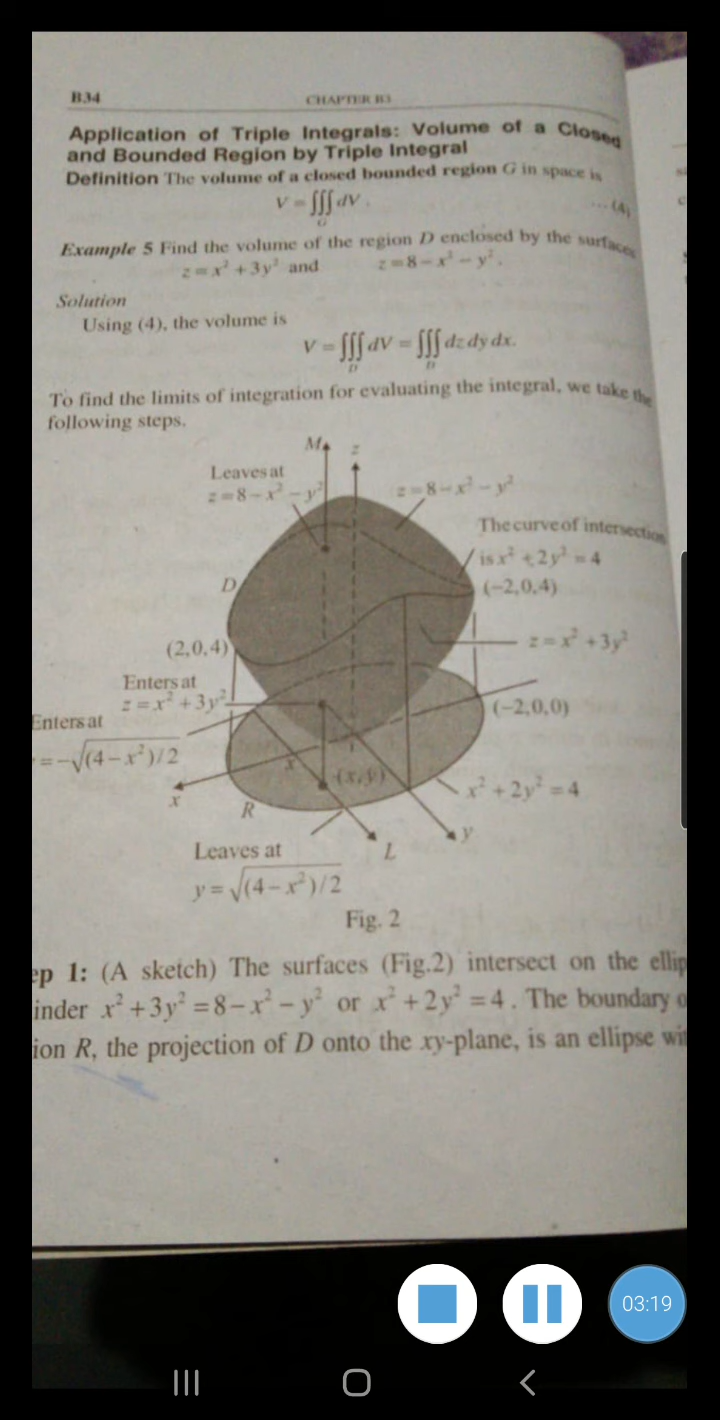 B.34 CHAPTER B3
Application of Triple Integrals: Volume of a Closed
and Bounded Region by Triple Integral
Definition The volume of a closed bounded region G in space is
V = ∭ dV. ...(4)
G
Example 5 Find the volume of the region D enclosed by the surfaces
z = x² + 3y² and z = 8 – x² – y².
Solution
Using (4), the volume is
V = ∭ dV = ∭ dz dy dx.
D D
To find the limits of integration for evaluating the integral, we take the
following steps.
M z
Leaves at
z = 8 – x² – y²
z = 8 – x² – y²
The curve of intersection
is x² + 2y² = 4
D
(–2,0,4)
(2,0,4)
z = x² + 3y²
Enters at
z = x² + 3y²
(–2,0,0)
Enters at
= –√(4 – x²)/2
x
(x, y)
x² + 2y² = 4
x
R
y
L
Leaves at
y = √(4 – x²)/2
Fig. 2
ep 1: (A sketch) The surfaces (Fig.2) intersect on the ellip
inder x² + 3y² = 8 – x² – y² or x² + 2y² = 4. The boundary o
ion R, the projection of D onto the xy-plane, is an ellipse wit
03:19